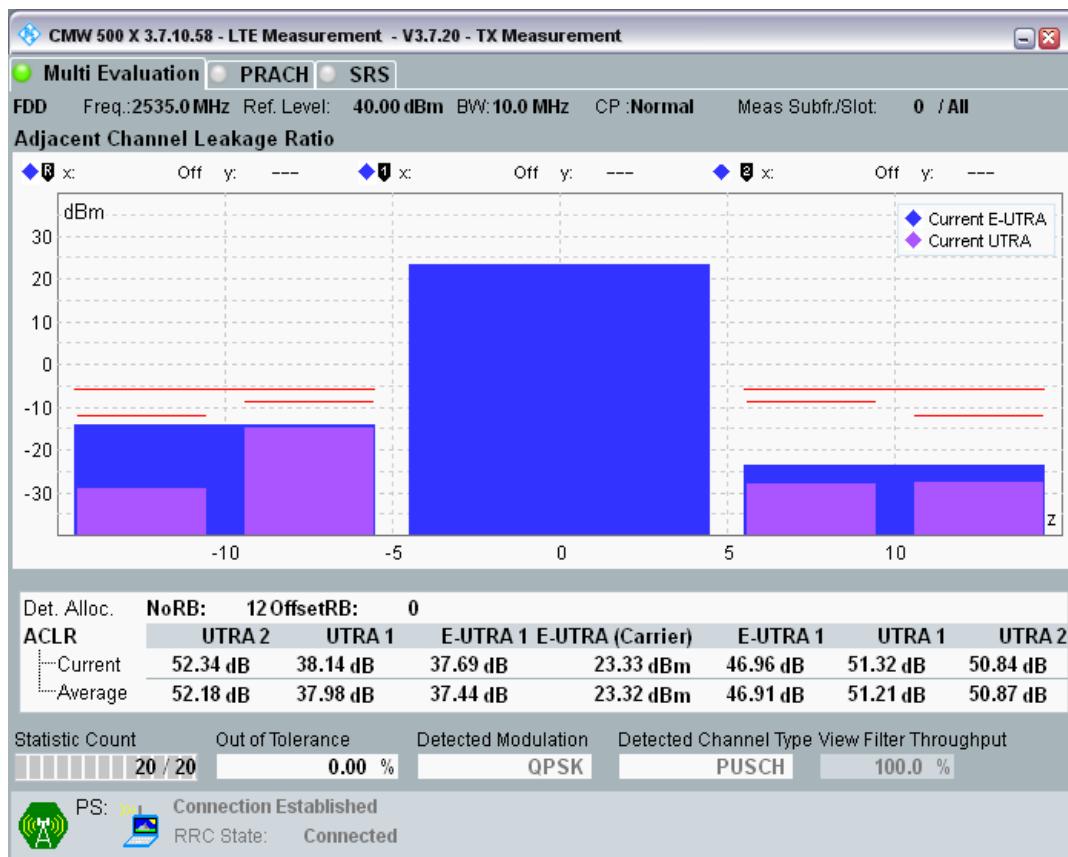 CMW 500 X 3.7.10.58 - LTE Measurement - V3.7.20 - TX Measurement
Multi Evaluation PRACH SRS
FDD Freq.:2535.0 MHz Ref. Level: 40.00 dBm BW:10.0 MHz CP :Normal Meas Subfr./Slot: 0 / All
Adjacent Channel Leakage Ratio
R x: Off y: --- 1 x: Off y: --- 2 x: Off y: ---
dBm
Current E-UTRA
Current UTRA
30
20
10
0
-10
-20
-30
z
-10 -5 0 5 10
Det. Alloc. NoRB: 12 OffsetRB: 0
ACLR UTRA 2 UTRA 1 E-UTRA 1 E-UTRA (Carrier) E-UTRA 1 UTRA 1 UTRA 2
Current 52.34 dB 38.14 dB 37.69 dB 23.33 dBm 46.96 dB 51.32 dB 50.84 dB
Average 52.18 dB 37.98 dB 37.44 dB 23.32 dBm 46.91 dB 51.21 dB 50.87 dB
Statistic Count Out of Tolerance Detected Modulation Detected Channel Type View Filter Throughput
20 / 20 0.00 % QPSK PUSCH 100.0 %
PS: Connection Established
RRC State: Connected